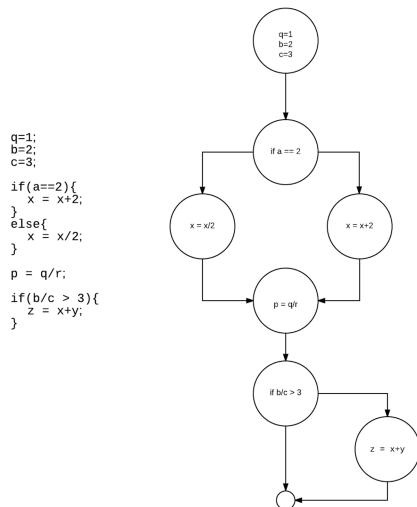 q=1;
b=2;
c=3;
if(a==2){
x = x+2;
}
else{
x = x/2;
}
p = q/r;
if(b/c > 3){
z = x+y;
}
q=1
b=2
c=3
if a == 2
x = x/2
x = x+2
p = q/r
if b/c > 3
z = x+y